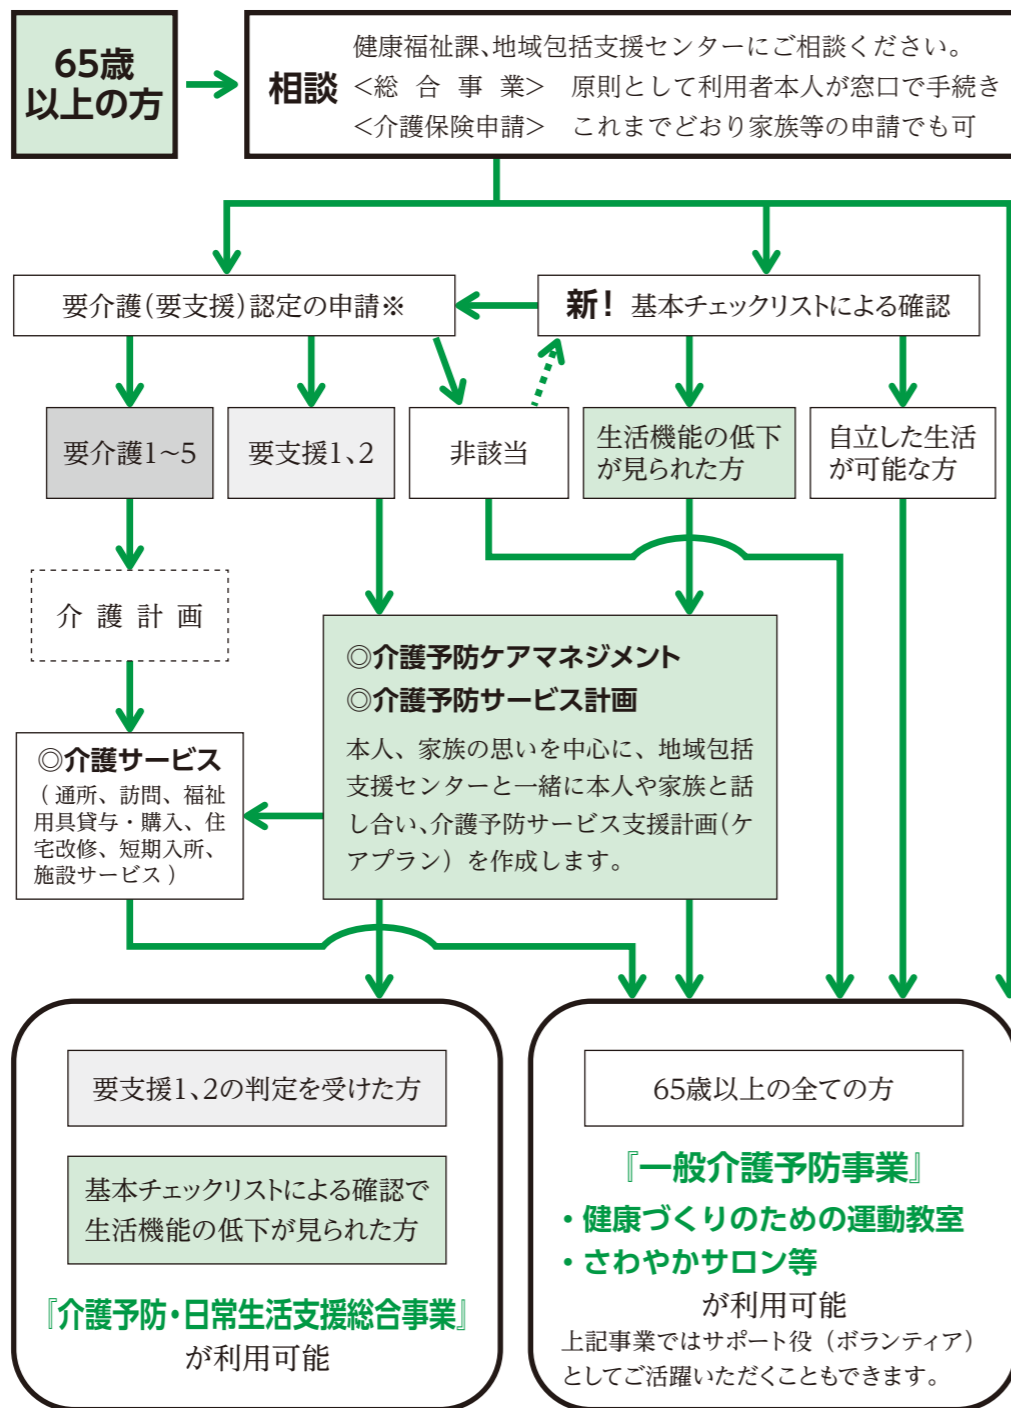 65歳
以上の方
相談
健康福祉課、地域包括支援センターにご相談ください。
<総合事業> 原則として利用者本人が窓口で手続き
<介護保険申請> これまでどおり家族等の申請でも可
要介護(要支援)認定の申請※
新! 基本チェックリストによる確認
要介護1～5
要支援1、2
非該当
生活機能の低下
が見られた方
自立した生活
が可能な方
介護計画
◎介護予防ケアマネジメント
◎介護予防サービス計画
本人、家族の思いを中心に、地域包括
支援センターと一緒に本人や家族と話
し合い、介護予防サービス支援計画(ケ
アプラン)を作成します。
◎介護サービス
(通所、訪問、福祉
用具貸与・購入、住
宅改修、短期入所、
施設サービス)
要支援1、2の判定を受けた方
基本チェックリストによる確認で
生活機能の低下が見られた方
『介護予防・日常生活支援総合事業』
が利用可能
65歳以上の全ての方
『一般介護予防事業』
・健康づくりのための運動教室
・さわやかサロン等
が利用可能
上記事業ではサポート役(ボランティア)
としてご活躍いただくこともできます。